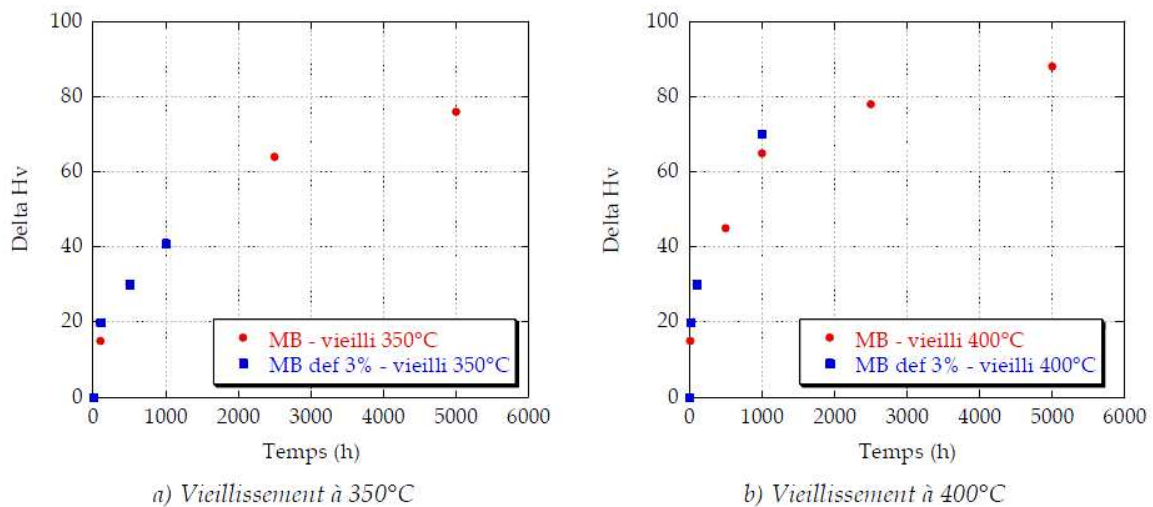 100
80
60
40
20
0
Delta Hv
0 1000 2000 3000 4000 5000 6000
Temps (h)
MB - vieilli 350°C
MB def 3% - vieilli 350°C
a) Vieillissement à 350°C
100
80
60
40
20
0
Delta Hv
0 1000 2000 3000 4000 5000 6000
Temps (h)
MB - vieilli 400°C
MB def 3% - vieilli 400°C
b) Vieillissement à 400°C